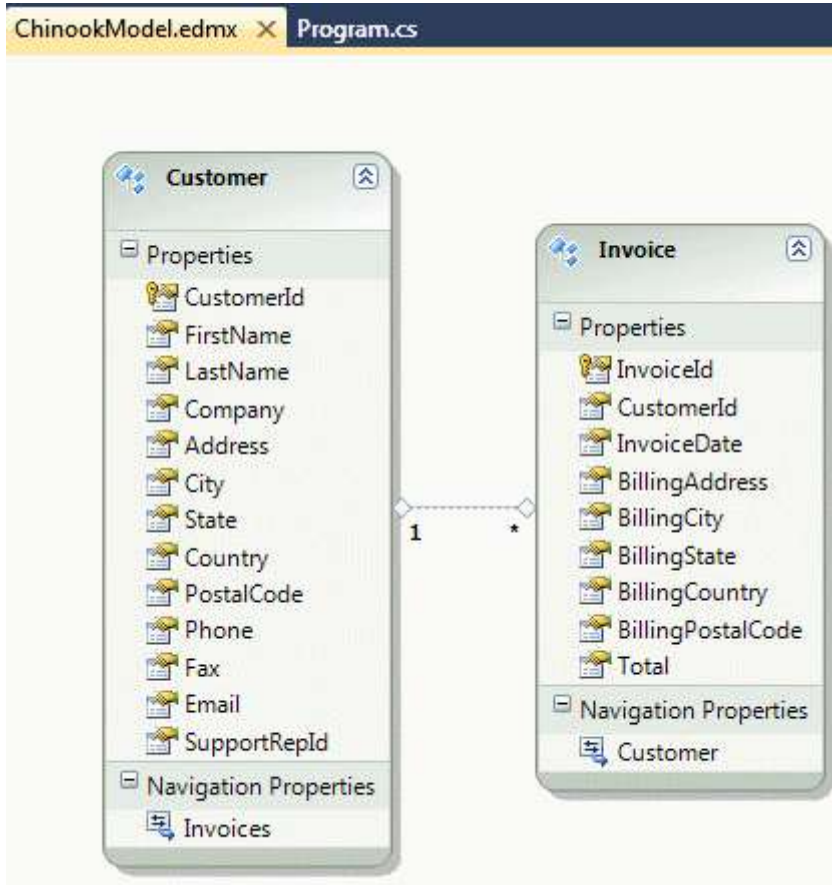 ChinookModel.edmx × Program.cs
Customer
Properties
CustomerId
FirstName
LastName
Company
Address
City
State
Country
PostalCode
Phone
Fax
Email
SupportRepId
Navigation Properties
Invoices
1 *
Invoice
Properties
InvoiceId
CustomerId
InvoiceDate
BillingAddress
BillingCity
BillingState
BillingCountry
BillingPostalCode
Total
Navigation Properties
Customer